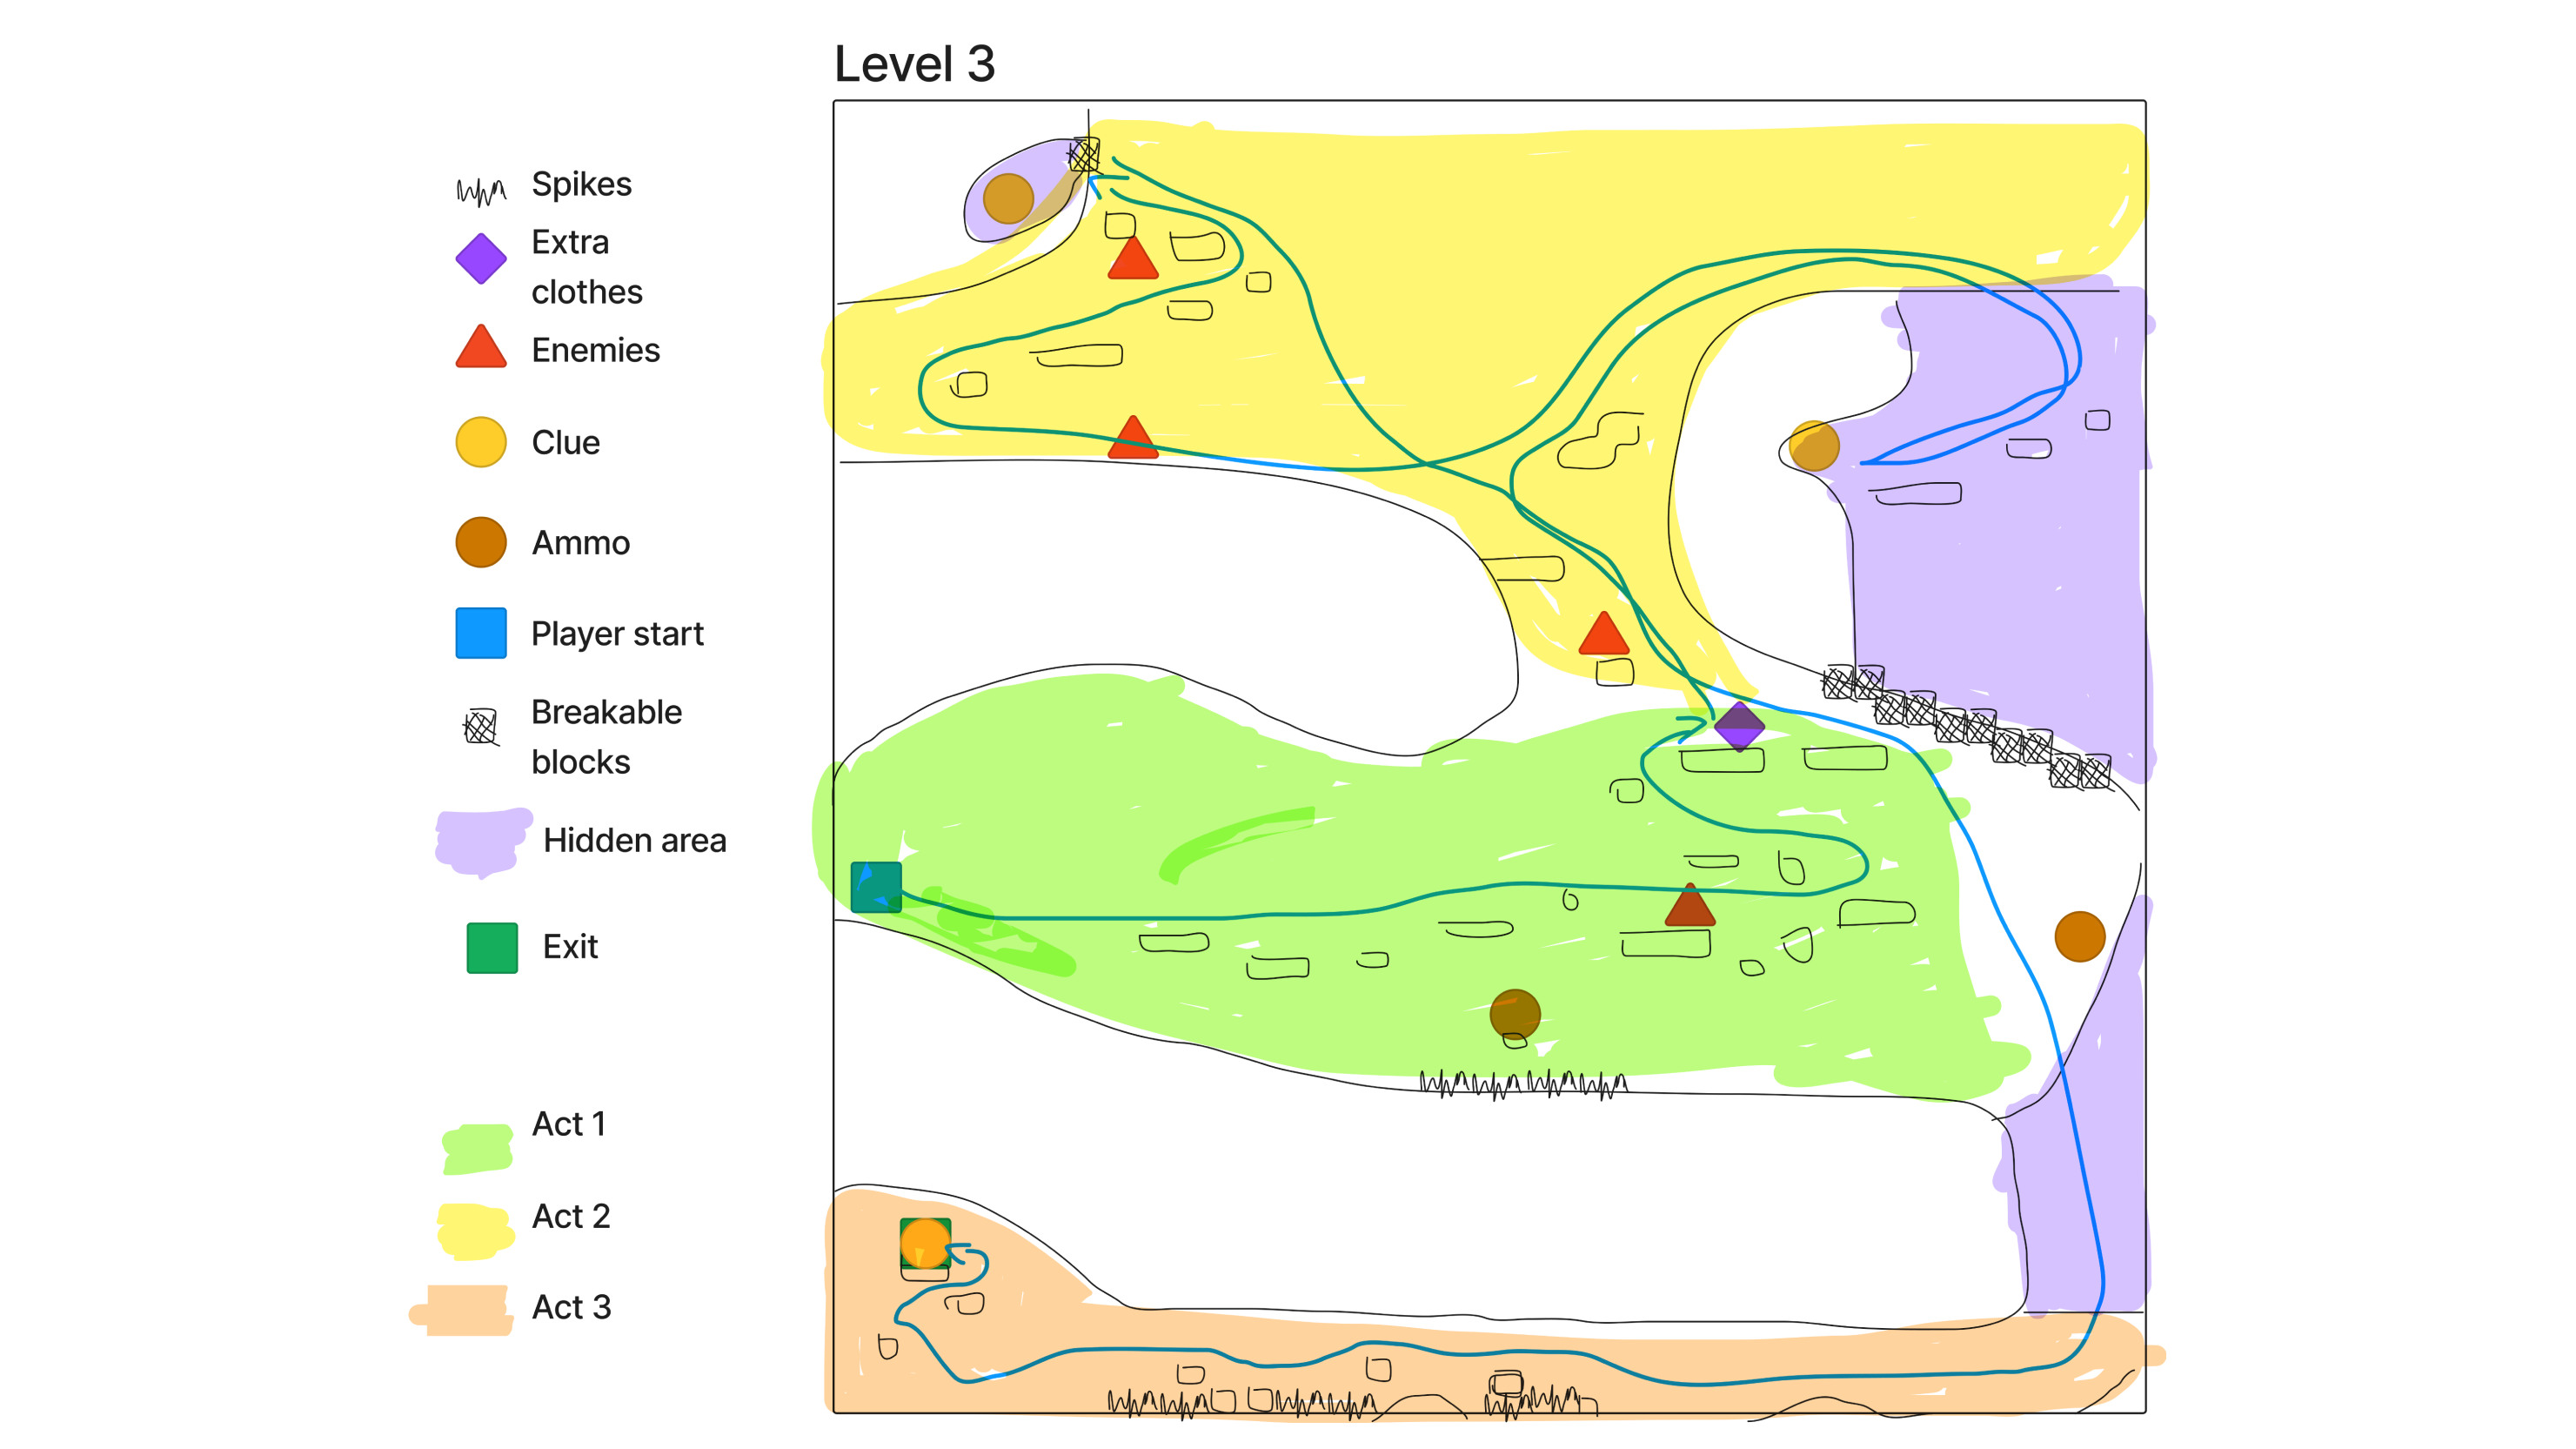 Level 3
Spikes
Extra
clothes
Enemies
Clue
Ammo
Player start
Breakable
blocks
Hidden area
Exit
Act 1
Act 2
Act 3